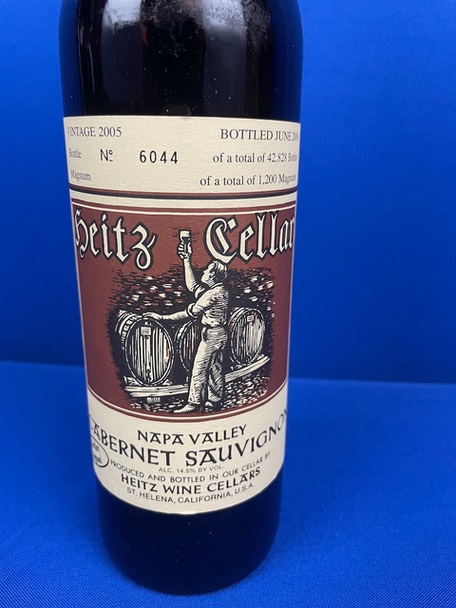 VINTAGE 2005 BOTTLED JUNE
Bottle Nº 6044 of a total of 42,828 Bottles
Magnum of a total of 1,200 Magnums
Heitz Cellar
NAPA VALLEY
CABERNET SAUVIGNON
ALC. 14.5% BY VOL.
PRODUCED AND BOTTLED IN OUR CELLAR BY
HEITZ WINE CELLARS
ST. HELENA, CALIFORNIA, U.S.A.